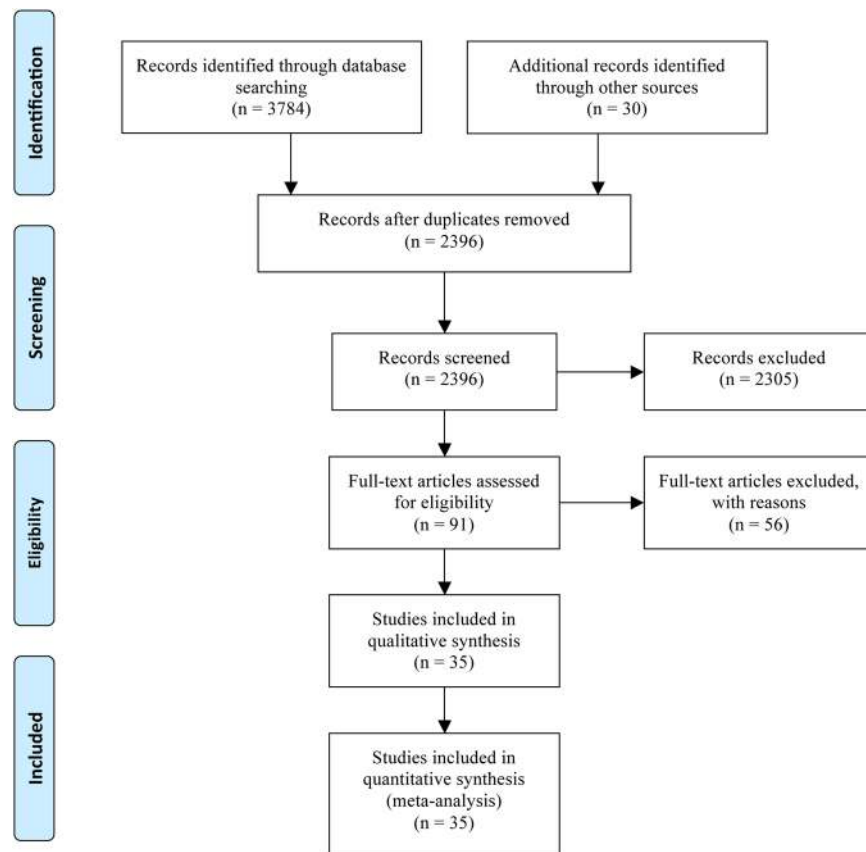 Identification
Records identified through database
searching
(n = 3784)
Additional records identified
through other sources
(n = 30)
Records after duplicates removed
(n = 2396)
Screening
Records screened
(n = 2396)
Records excluded
(n = 2305)
Eligibility
Full-text articles assessed
for eligibility
(n = 91)
Full-text articles excluded,
with reasons
(n = 56)
Studies included in
qualitative synthesis
(n = 35)
Included
Studies included in
quantitative synthesis
(meta-analysis)
(n = 35)